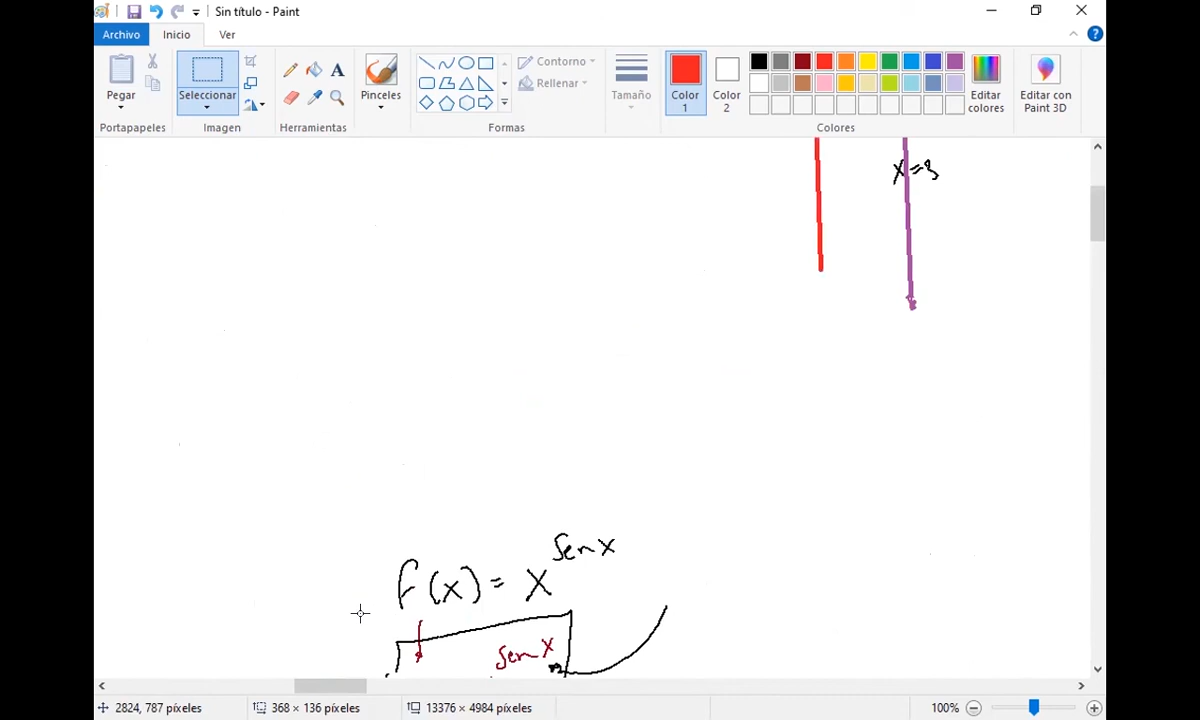 Sin título - Paint
Archivo Inicio Ver
Pegar
Seleccionar
A
Pinceles
Contorno
Rellenar
Tamaño
Color 1
Color 2
Editar colores
Editar con Paint 3D
Portapapeles Imagen Herramientas Formas Colores
x=3
f(x) = x^sen x
sen x
2824, 787 píxeles 368 × 136 píxeles 13376 × 4984 píxeles 100%